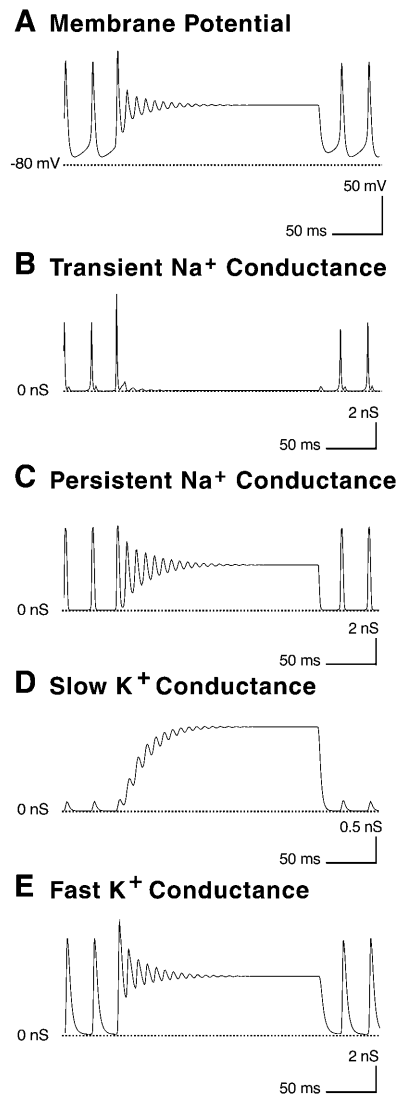 A Membrane Potential
-80 mV
50 mV
50 ms
B Transient Na+ Conductance
0 nS
2 nS
50 ms
C Persistent Na+ Conductance
0 nS
2 nS
50 ms
D Slow K+ Conductance
0 nS
0.5 nS
50 ms
E Fast K+ Conductance
0 nS
2 nS
50 ms